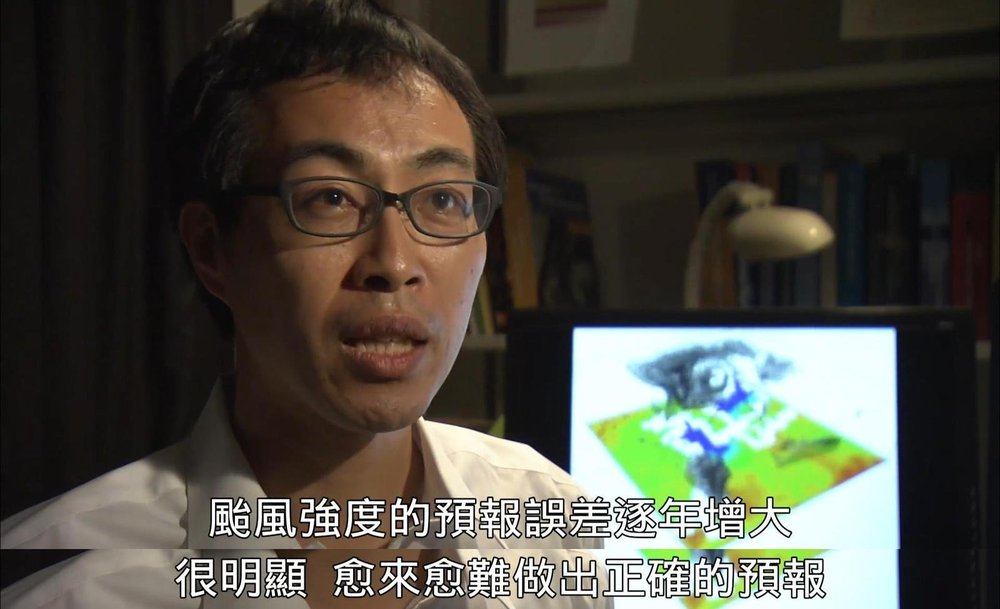 颱風強度的預報誤差逐年增大
很明顯 愈來愈難做出正確的預報